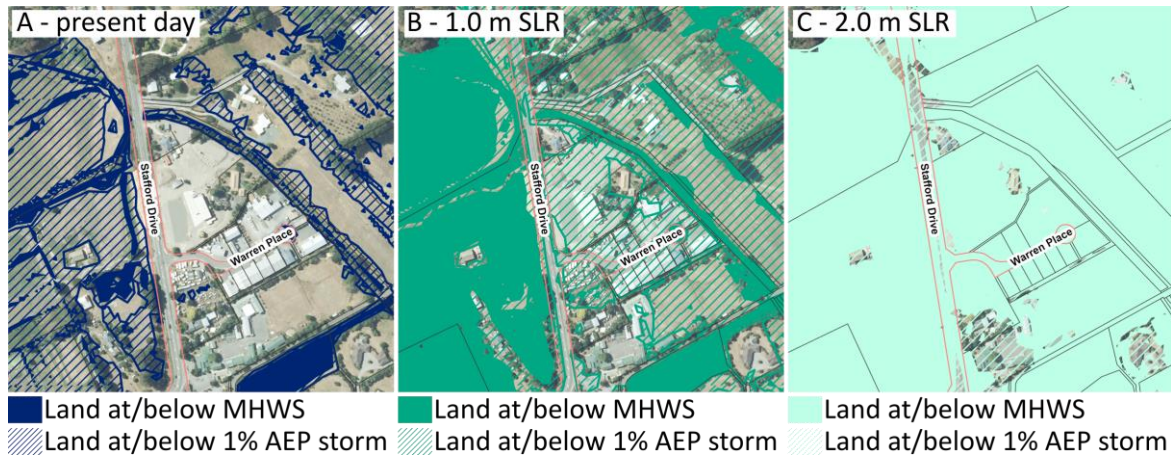 A - present day
B - 1.0 m SLR
C - 2.0 m SLR
Stafford Drive
Warren Place
Stafford Drive
Warren Place
Stafford Drive
Warren Place
Land at/below MHWS
Land at/below MHWS
Land at/below MHWS
Land at/below 1% AEP storm
Land at/below 1% AEP storm
Land at/below 1% AEP storm